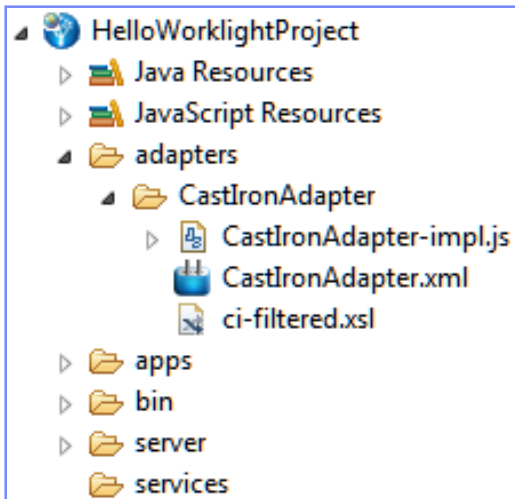 HelloWorklightProject
Java Resources
JavaScript Resources
adapters
CastIronAdapter
CastIronAdapter-impl.js
CastIronAdapter.xml
ci-filtered.xsl
apps
bin
server
services